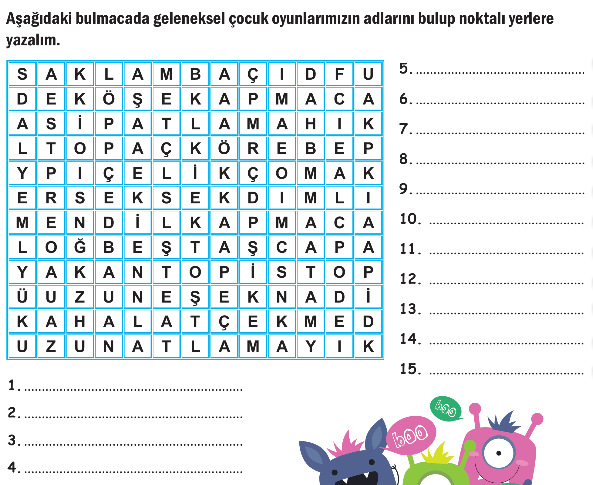 Aşağıdaki bulmacada geleneksel çocuk oyunlarımızın adlarını bulup noktalı yerlere
yazalım.
S A K L A M B A Ç I D F U
D E K Ö Ş E K A P M A C A
A S İ P A T L A M A H I K
L T O P A Ç K Ö R E B E P
Y P I Ç E L İ K Ç O M A K
E R S E K S E K D I M L I
M E N D İ L K A P M A C A
L O Ğ B E Ş T A Ş C A P A
Y A K A N T O P İ S T O P
Ü U Z U N E Ş E K N A D İ
K A H A L A T Ç E K M E D
U Z U N A T L A M A Y I K
1. ................................................
2. ................................................
3. ................................................
4. ................................................
5. ................................................
6. ................................................
7. ................................................
8. ................................................
9. ................................................
10. ................................................
11. ................................................
12. ................................................
13. ................................................
14. ................................................
15. ................................................
boo
boo